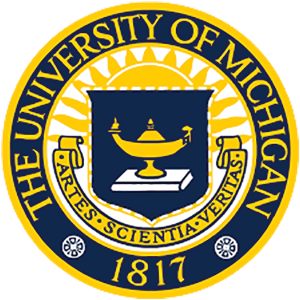 THE UNIVERSITY OF MICHIGAN
ARTES · SCIENTIA · VERITAS
1817